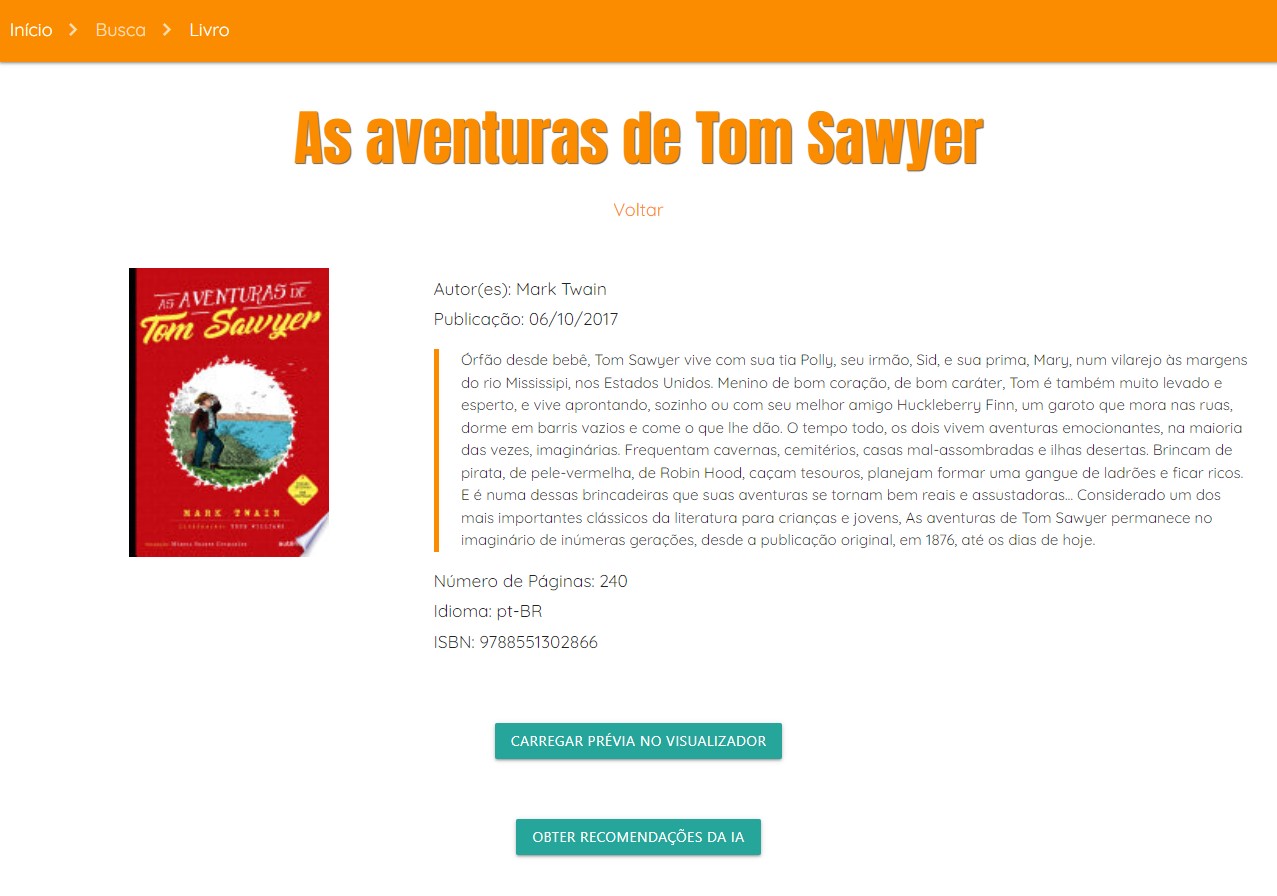 Início > Busca > Livro
As aventuras de Tom Sawyer
Voltar
AS AVENTURAS DE
Tom Sawyer
MARK TWAIN
Autor(es): Mark Twain
Publicação: 06/10/2017
Órfão desde bebê, Tom Sawyer vive com sua tia Polly, seu irmão, Sid, e sua prima, Mary, num vilarejo às margens
do rio Mississipi, nos Estados Unidos. Menino de bom coração, de bom caráter, Tom é também muito levado e
esperto, e vive aprontando, sozinho ou com seu melhor amigo Huckleberry Finn, um garoto que mora nas ruas,
dorme em barris vazios e come o que lhe dão. O tempo todo, os dois vivem aventuras emocionantes, na maioria
das vezes, imaginárias. Frequentam cavernas, cemitérios, casas mal-assombradas e ilhas desertas. Brincam de
pirata, de pele-vermelha, de Robin Hood, caçam tesouros, planejam formar uma gangue de ladrões e ficar ricos.
E é numa dessas brincadeiras que suas aventuras se tornam bem reais e assustadoras... Considerado um dos
mais importantes clássicos da literatura para crianças e jovens, As aventuras de Tom Sawyer permanece no
imaginário de inúmeras gerações, desde a publicação original, em 1876, até os dias de hoje.
Número de Páginas: 240
Idioma: pt-BR
ISBN: 9788551302866
CARREGAR PRÉVIA NO VISUALIZADOR
OBTER RECOMENDAÇÕES DA IA